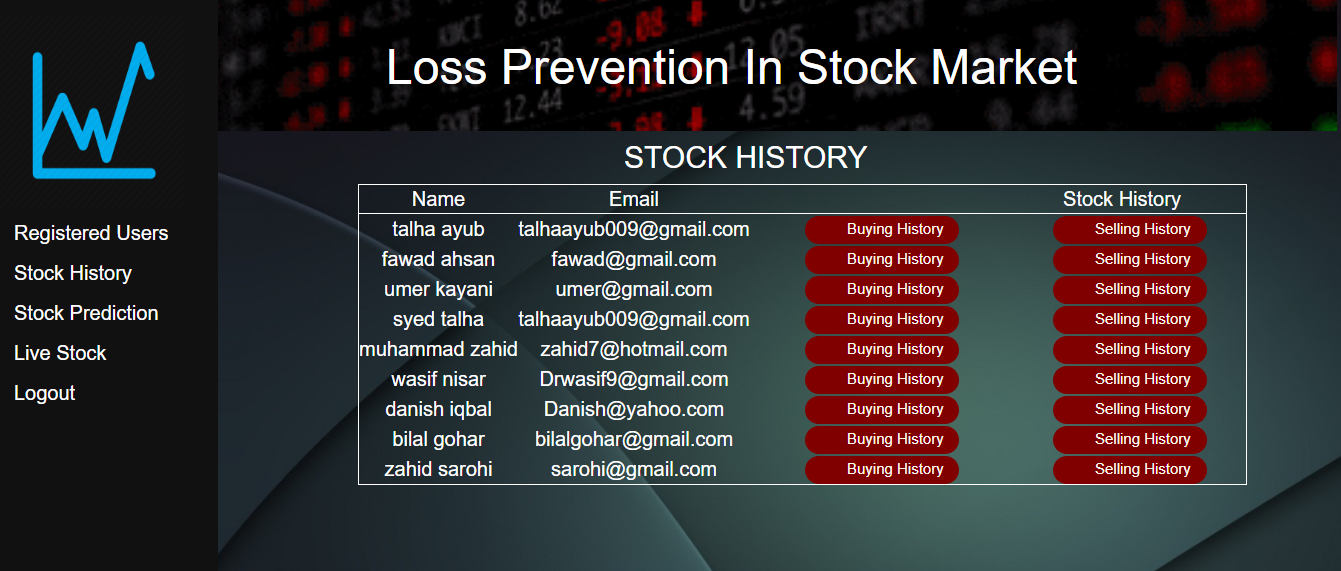 Loss Prevention In Stock Market
Registered Users
Stock History
Stock Prediction
Live Stock
Logout
STOCK HISTORY
Name Email Stock History
talha ayub talhaayub009@gmail.com Buying History Selling History
fawad ahsan fawad@gmail.com Buying History Selling History
umer kayani umer@gmail.com Buying History Selling History
syed talha talhaayub009@gmail.com Buying History Selling History
muhammad zahid zahid7@hotmail.com Buying History Selling History
wasif nisar Drwasif9@gmail.com Buying History Selling History
danish iqbal Danish@yahoo.com Buying History Selling History
bilal gohar bilalgohar@gmail.com Buying History Selling History
zahid sarohi sarohi@gmail.com Buying History Selling History